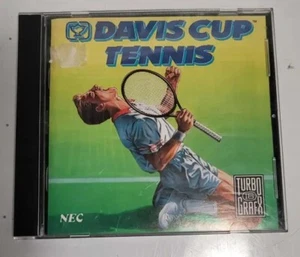 DAVIS CUP
TENNIS
NEC
TURBO
GRAFX